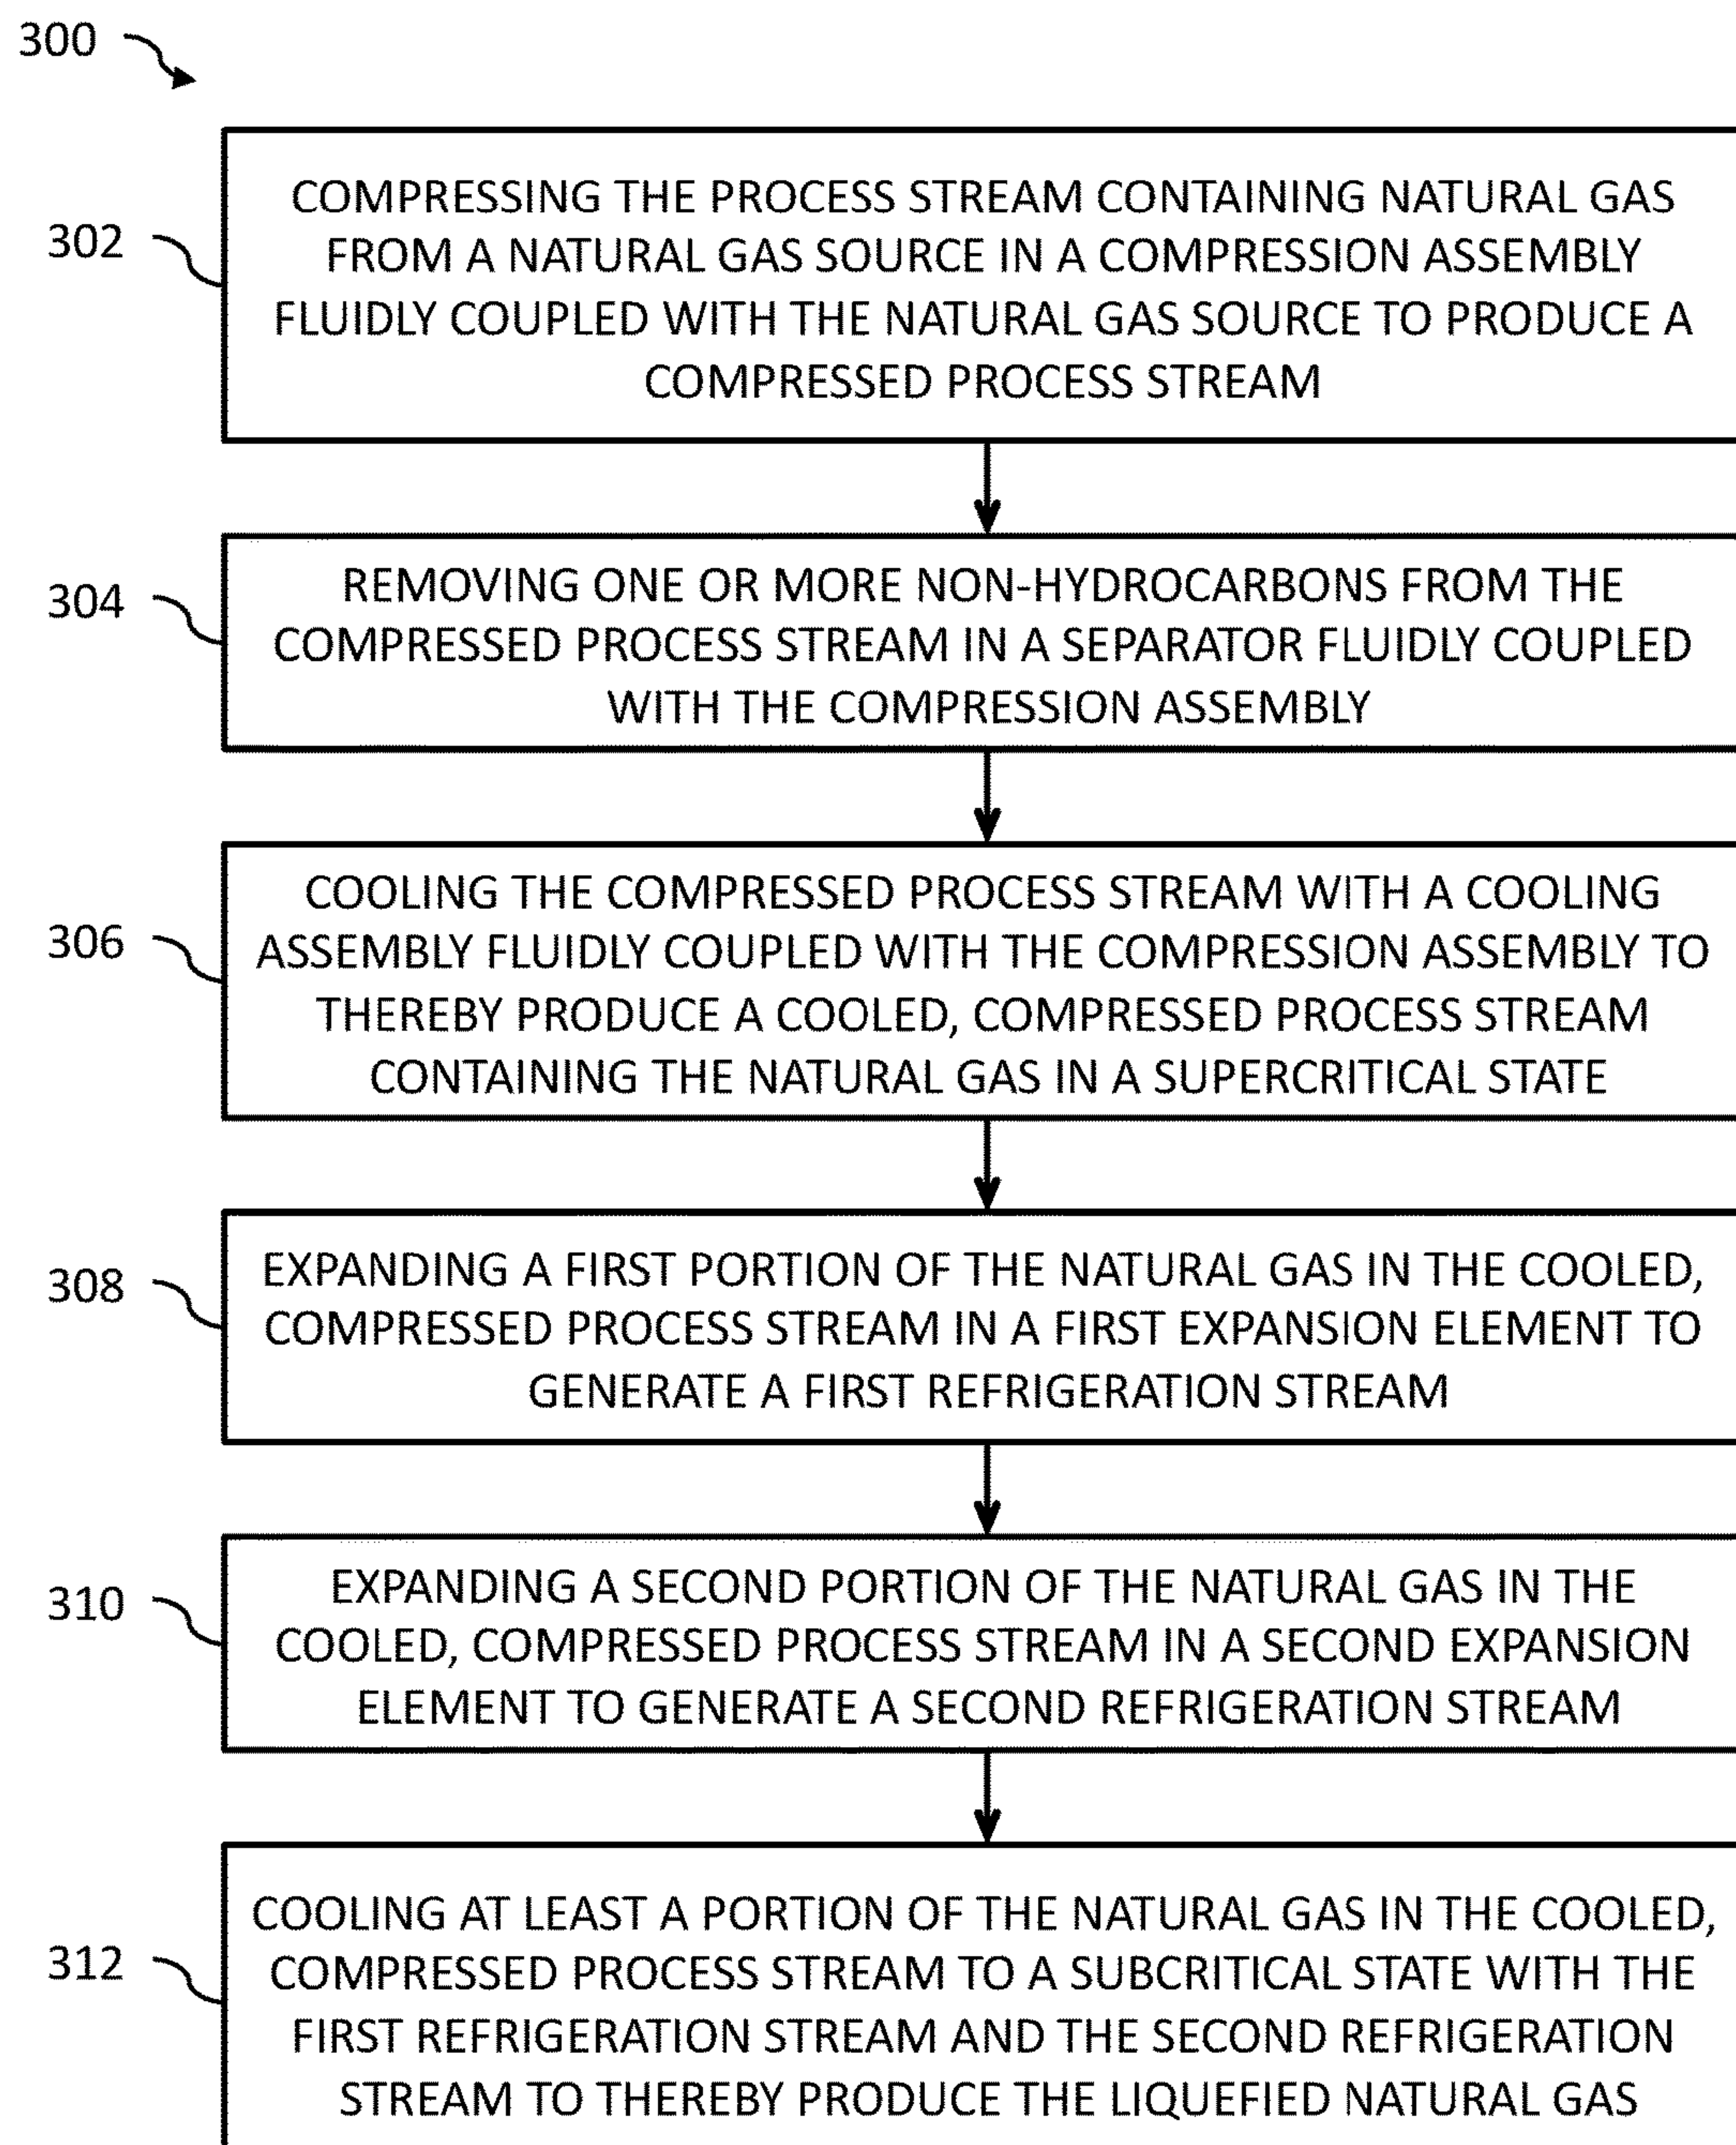 300
302
COMPRESSING THE PROCESS STREAM CONTAINING NATURAL GAS
FROM A NATURAL GAS SOURCE IN A COMPRESSION ASSEMBLY
FLUIDLY COUPLED WITH THE NATURAL GAS SOURCE TO PRODUCE A
COMPRESSED PROCESS STREAM
304
REMOVING ONE OR MORE NON-HYDROCARBONS FROM THE
COMPRESSED PROCESS STREAM IN A SEPARATOR FLUIDLY COUPLED
WITH THE COMPRESSION ASSEMBLY
306
COOLING THE COMPRESSED PROCESS STREAM WITH A COOLING
ASSEMBLY FLUIDLY COUPLED WITH THE COMPRESSION ASSEMBLY TO
THEREBY PRODUCE A COOLED, COMPRESSED PROCESS STREAM
CONTAINING THE NATURAL GAS IN A SUPERCRITICAL STATE
308
EXPANDING A FIRST PORTION OF THE NATURAL GAS IN THE COOLED,
COMPRESSED PROCESS STREAM IN A FIRST EXPANSION ELEMENT TO
GENERATE A FIRST REFRIGERATION STREAM
310
EXPANDING A SECOND PORTION OF THE NATURAL GAS IN THE
COOLED, COMPRESSED PROCESS STREAM IN A SECOND EXPANSION
ELEMENT TO GENERATE A SECOND REFRIGERATION STREAM
312
COOLING AT LEAST A PORTION OF THE NATURAL GAS IN THE COOLED,
COMPRESSED PROCESS STREAM TO A SUBCRITICAL STATE WITH THE
FIRST REFRIGERATION STREAM AND THE SECOND REFRIGERATION
STREAM TO THEREBY PRODUCE THE LIQUEFIED NATURAL GAS